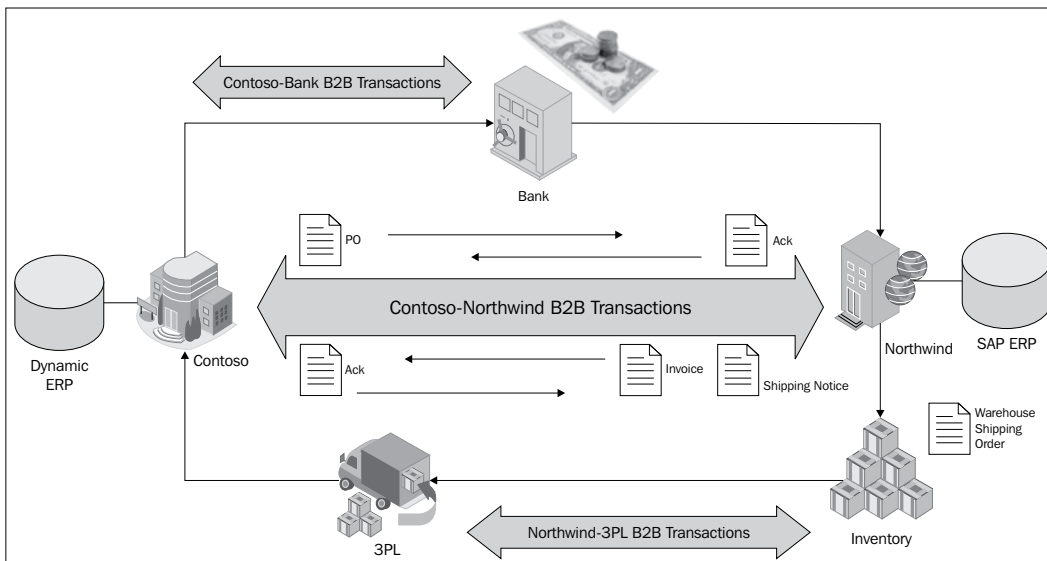 Contoso-Bank B2B Transactions
Bank
PO
Ack
Contoso-Northwind B2B Transactions
Dynamic
ERP
Contoso
Northwind
SAP ERP
Ack
Invoice
Shipping Notice
Warehouse
Shipping
Order
3PL
Northwind-3PL B2B Transactions
Inventory